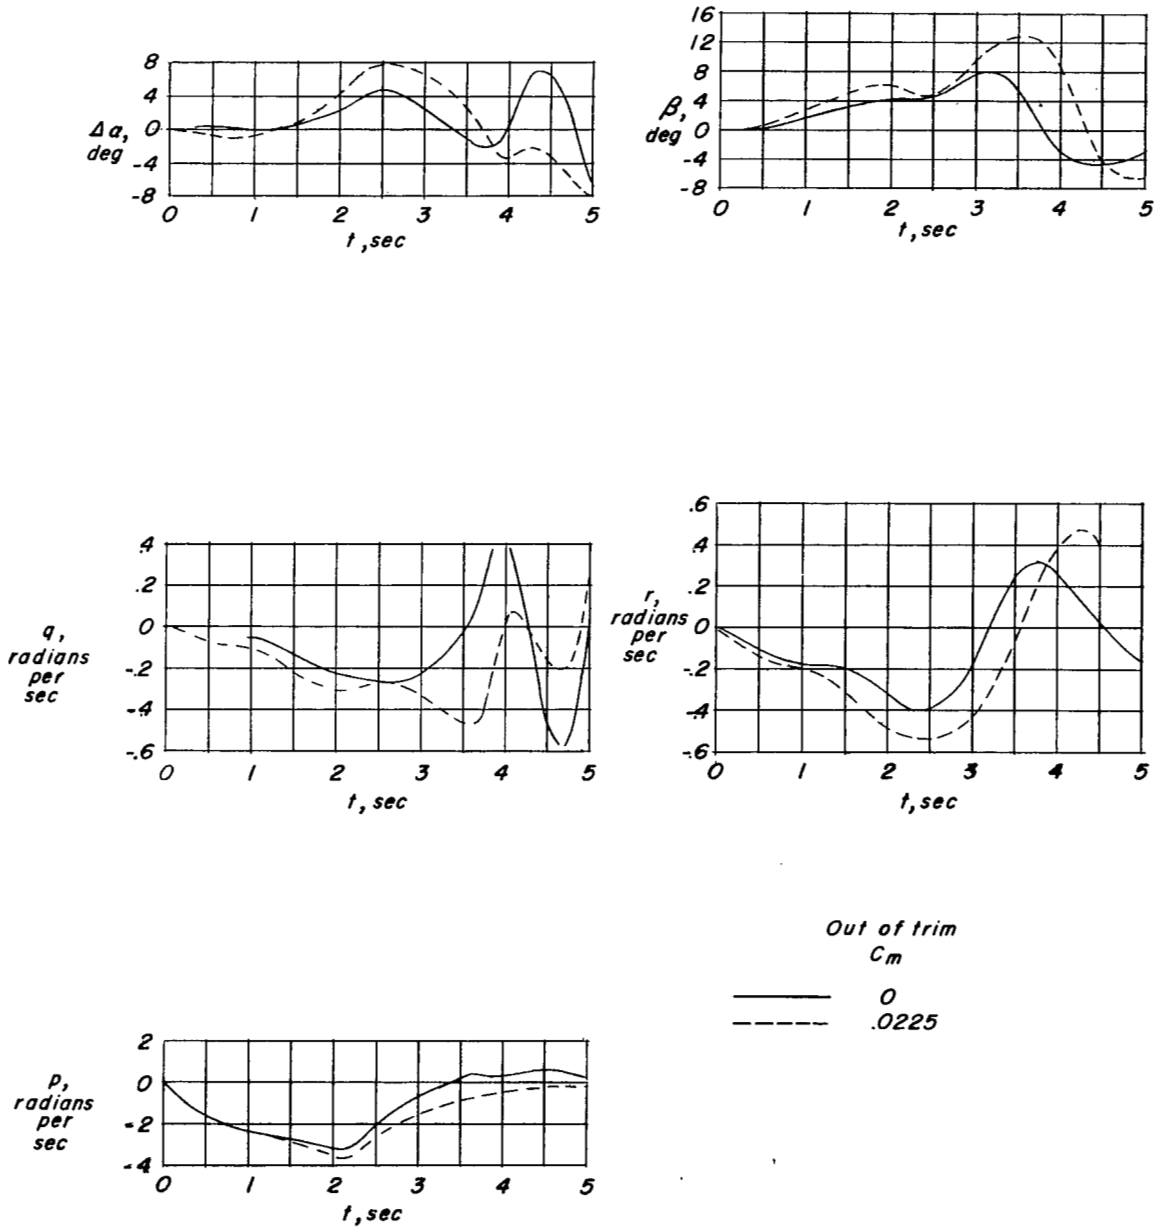 8
4
0
-4
-8
Δα,
deg
0 1 2 3 4 5
t, sec
16
12
8
4
0
-4
-8
β,
deg
0 1 2 3 4 5
t, sec
.4
.2
0
-.2
-.4
-.6
q,
radians
per
sec
0 1 2 3 4 5
t, sec
.6
.4
.2
0
-.2
-.4
-.6
r,
radians
per
sec
0 1 2 3 4 5
t, sec
Out of trim
Cm
0
.0225
2
0
-2
-4
p,
radians
per
sec
0 1 2 3 4 5
t, sec